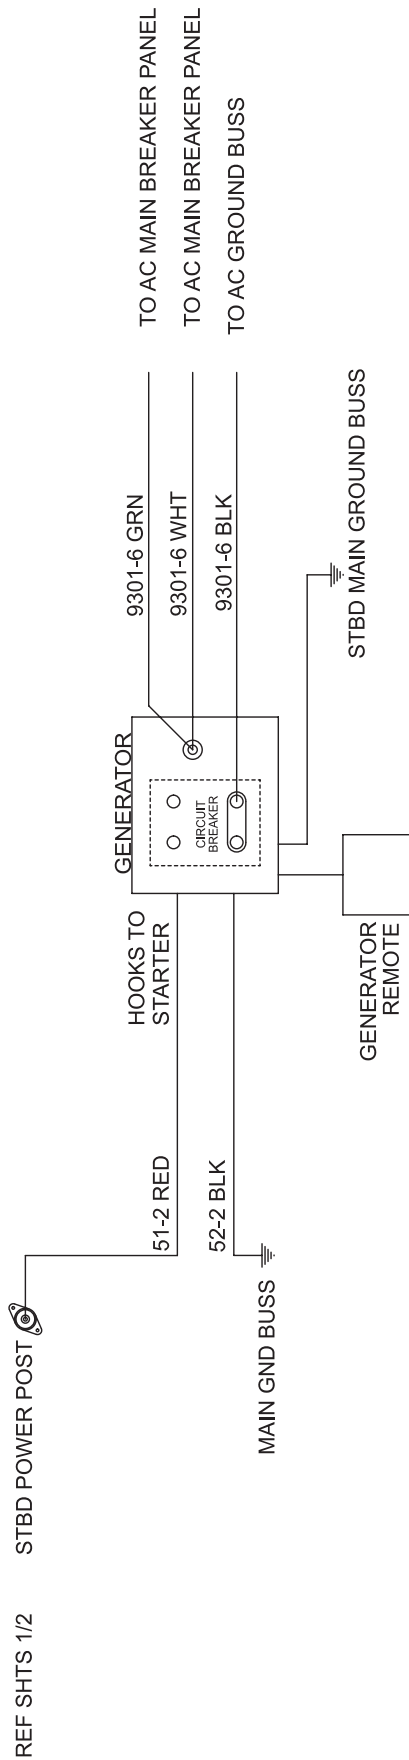 REF SHTS 1/2
STBD POWER POST
51-2 RED
52-2 BLK
MAIN GND BUSS
HOOKS TO
STARTER
GENERATOR
CIRCUIT
BREAKER
GENERATOR
REMOTE
9301-6 GRN
9301-6 WHT
9301-6 BLK
STBD MAIN GROUND BUSS
TO AC MAIN BREAKER PANEL
TO AC MAIN BREAKER PANEL
TO AC GROUND BUSS